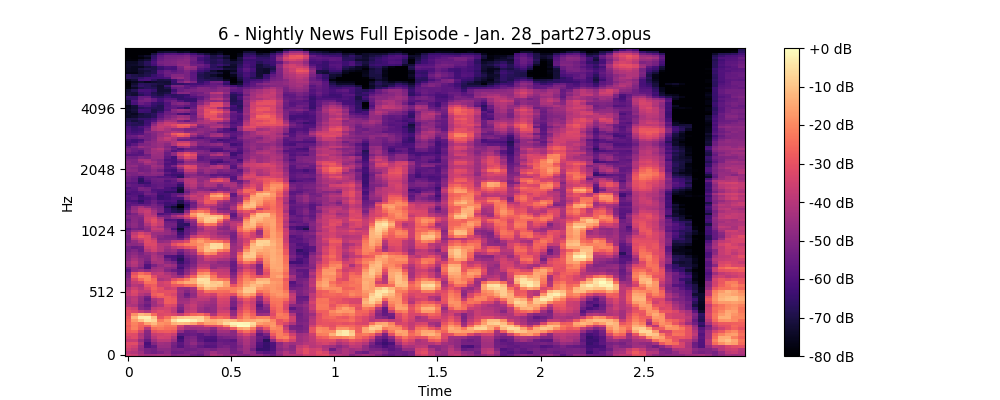 6 - Nightly News Full Episode - Jan. 28_part273.opus
+0 dB
-10 dB
-20 dB
-30 dB
-40 dB
-50 dB
-60 dB
-70 dB
-80 dB
4096
2048
1024
512
0
Hz
0
0.5
1
1.5
2
2.5
Time